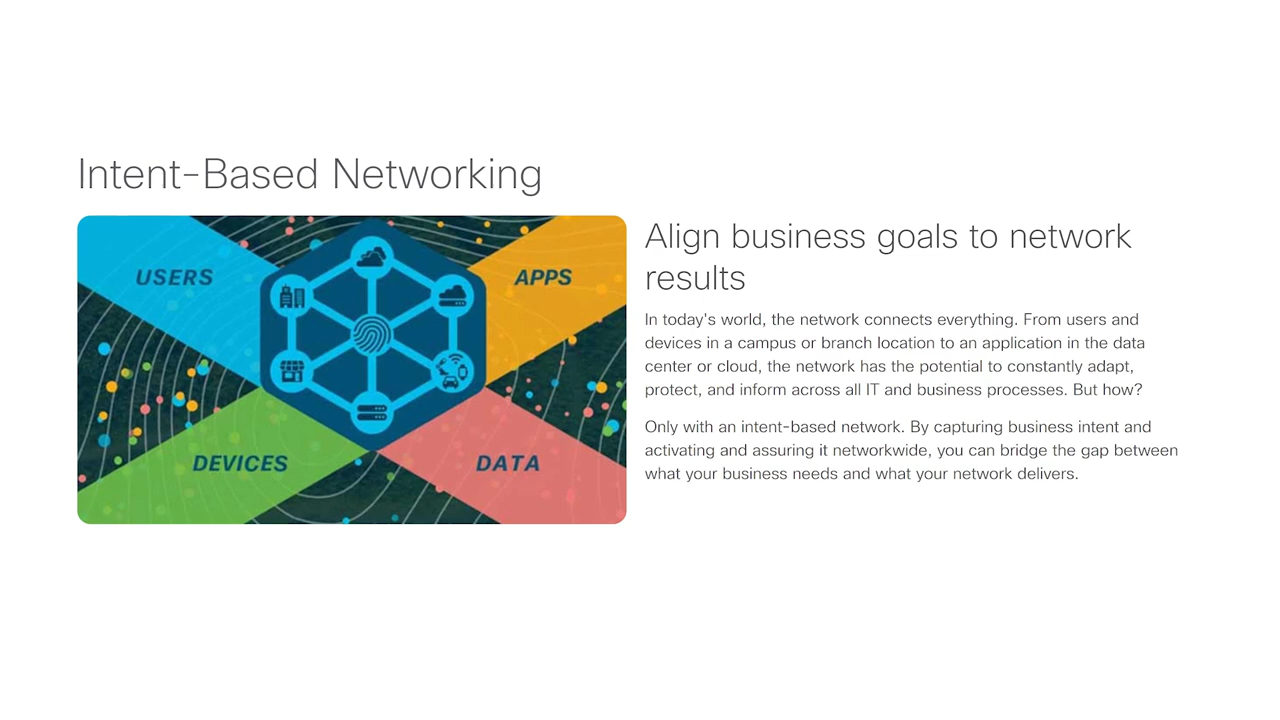 Intent-Based Networking
USERS
APPS
DEVICES
DATA
Align business goals to network
results
In today's world, the network connects everything. From users and
devices in a campus or branch location to an application in the data
center or cloud, the network has the potential to constantly adapt,
protect, and inform across all IT and business processes. But how?
Only with an intent-based network. By capturing business intent and
activating and assuring it networkwide, you can bridge the gap between
what your business needs and what your network delivers.